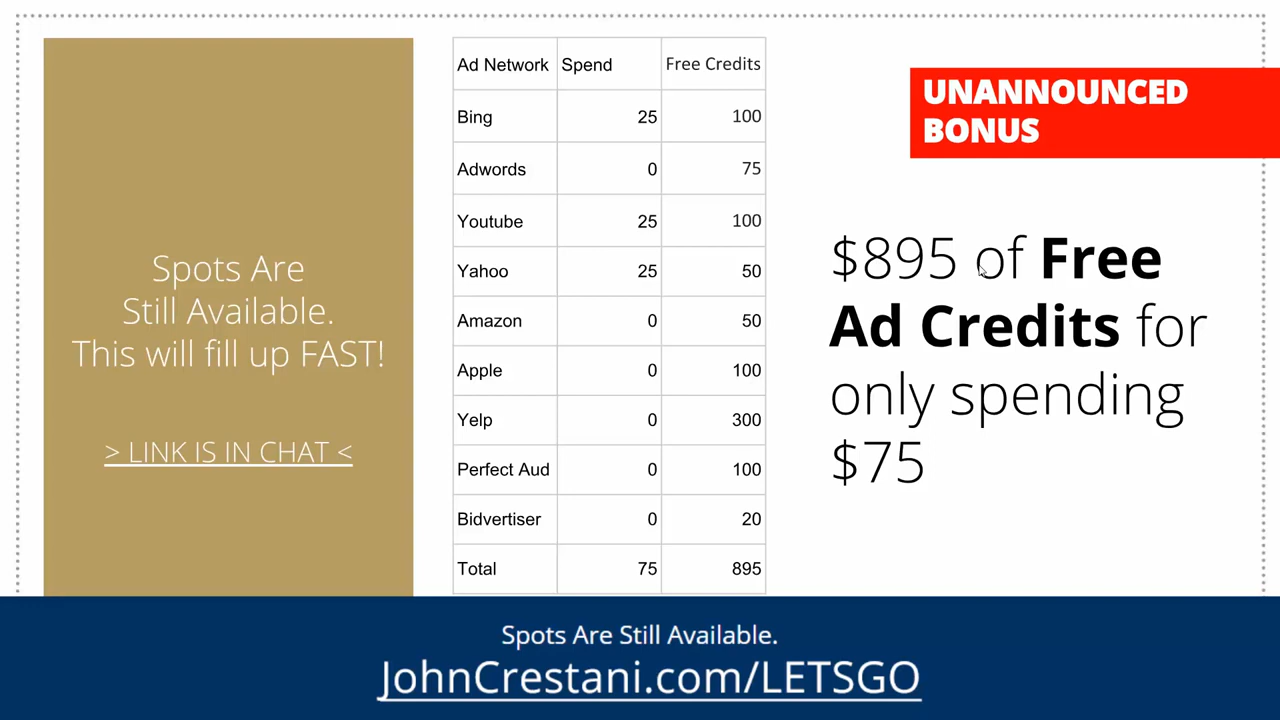 Spots Are
Still Available.
This will fill up FAST!
> LINK IS IN CHAT <
Ad Network Spend Free Credits
Bing 25 100
Adwords 0 75
Youtube 25 100
Yahoo 25 50
Amazon 0 50
Apple 0 100
Yelp 0 300
Perfect Aud 0 100
Bidvertiser 0 20
Total 75 895
UNANNOUNCED
BONUS
$895 of Free
Ad Credits for
only spending
$75
Spots Are Still Available.
JohnCrestani.com/LETSGO